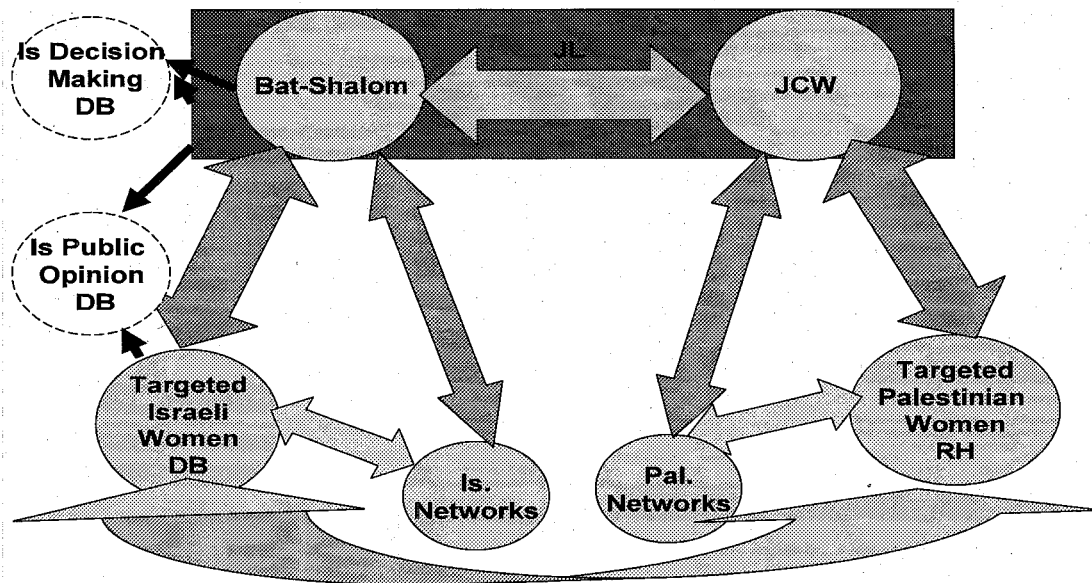 Is Decision
Making
DB
Bat-Shalom
JL
JCW
Is Public
Opinion
DB
Targeted
Israeli
Women
DB
Is.
Networks
Pal.
Networks
Targeted
Palestinian
Women
RH